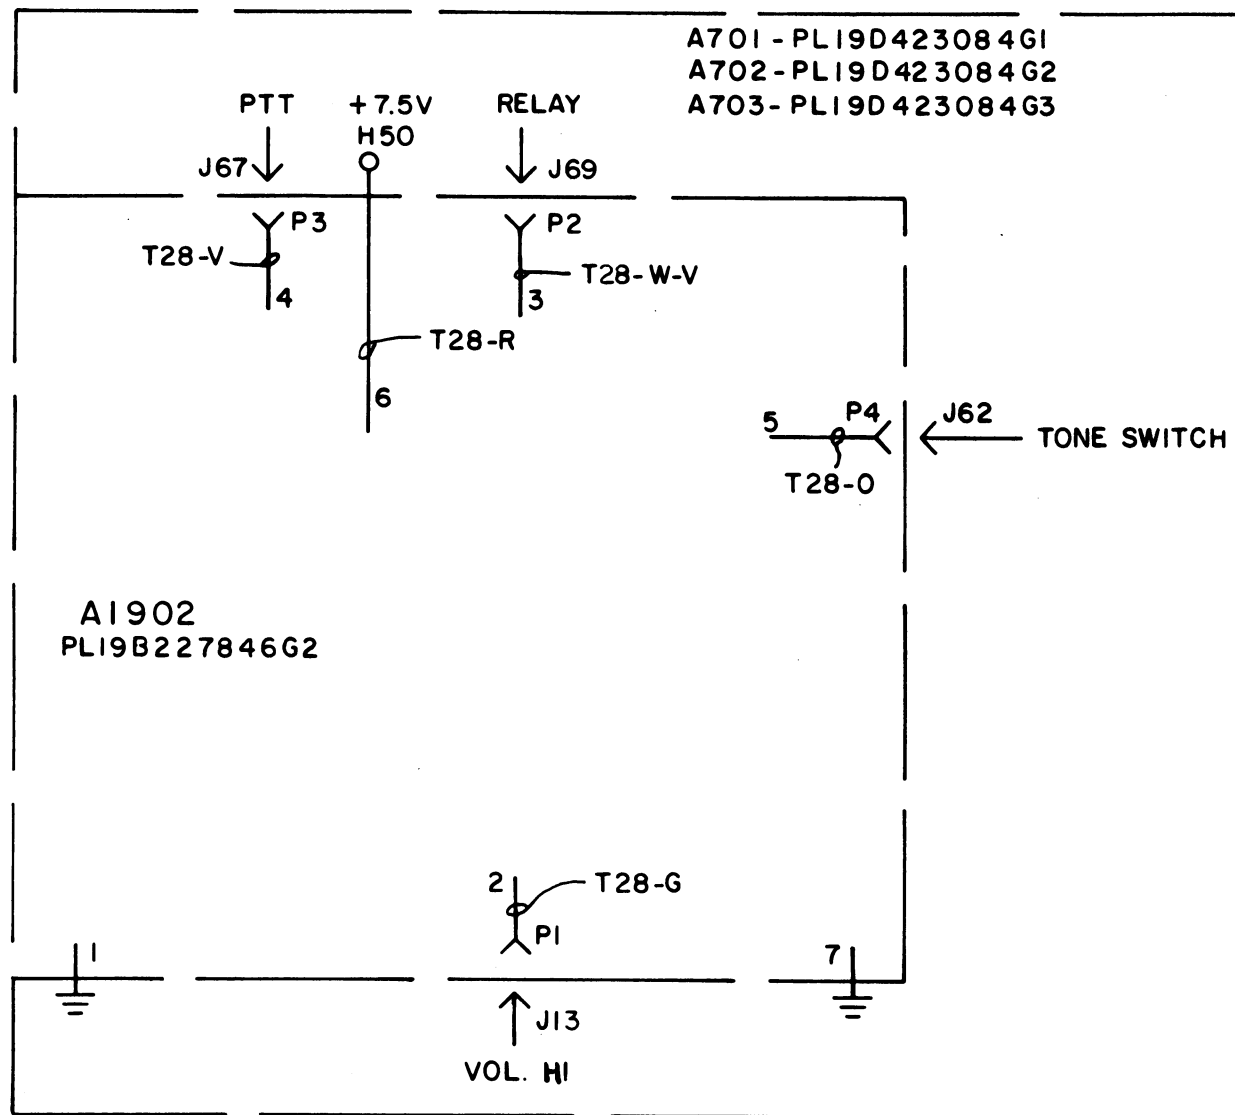 A701-PL19D423084G1
A702-PL19D423084G2
A703-PL19D423084G3
PTT
+7.5V
H50
RELAY
J67
J69
P3
P2
T28-V
T28-W-V
4
3
T28-R
6
5
P4
J62
TONE SWITCH
T28-O
A1902
PL19B227846G2
2
T28-G
P1
1
7
J13
VOL. HI